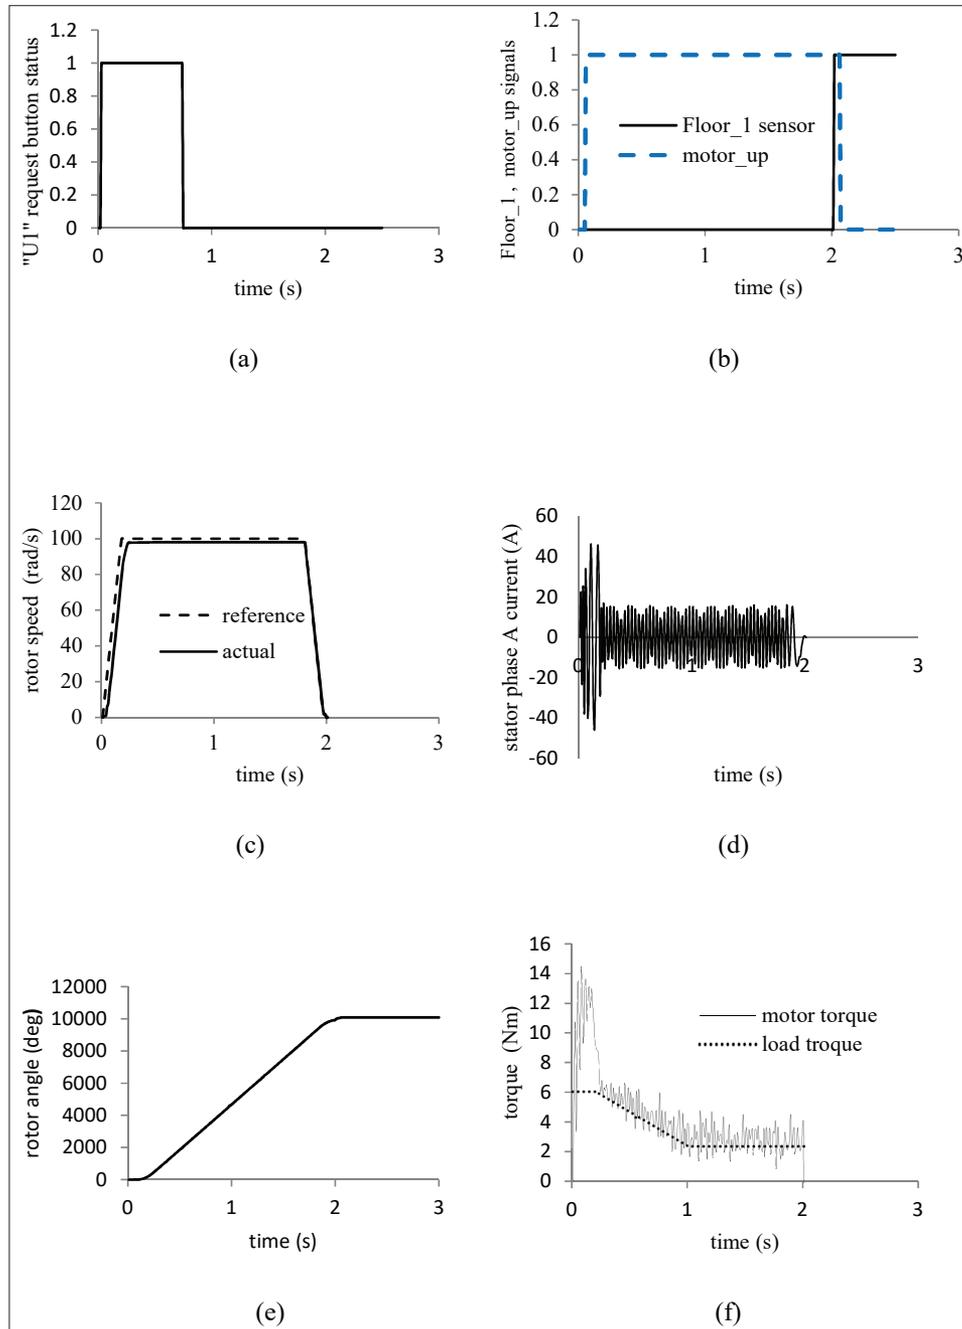 "U1" request button status
1.2
1
0.8
0.6
0.4
0.2
0
0 1 2 3
time (s)
(a)
Floor_1 , motor_up signals
1.2
1
0.8
0.6
0.4
0.2
0
Floor_1 sensor
motor_up
0 1 2 3
time (s)
(b)
rotor speed (rad/s)
120
100
80
60
40
20
0
reference
actual
0 1 2 3
time (s)
(c)
stator phase A current (A)
60
40
20
0
-20
-40
-60
0 1 2 3
time (s)
(d)
rotor angle (deg)
12000
10000
8000
6000
4000
2000
0
0 1 2 3
time (s)
(e)
torque (Nm)
16
14
12
10
8
6
4
2
0
motor torque
load troque
0 1 2 3
time (s)
(f)